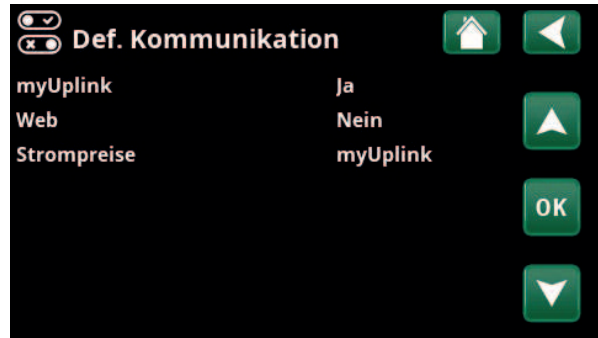 Def. Kommunikation
myUplink Ja
Web Nein
Strompreise myUplink
OK